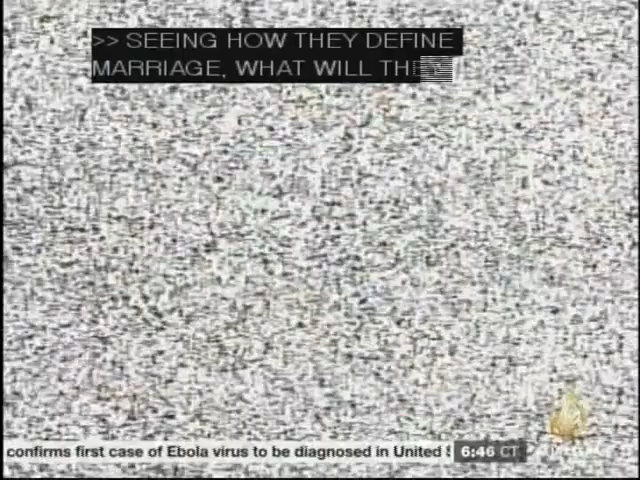 >> SEEING HOW THEY DEFINE
MARRIAGE, WHAT WILL
confirms first case of Ebola virus to be diagnosed in United
6:46 CT